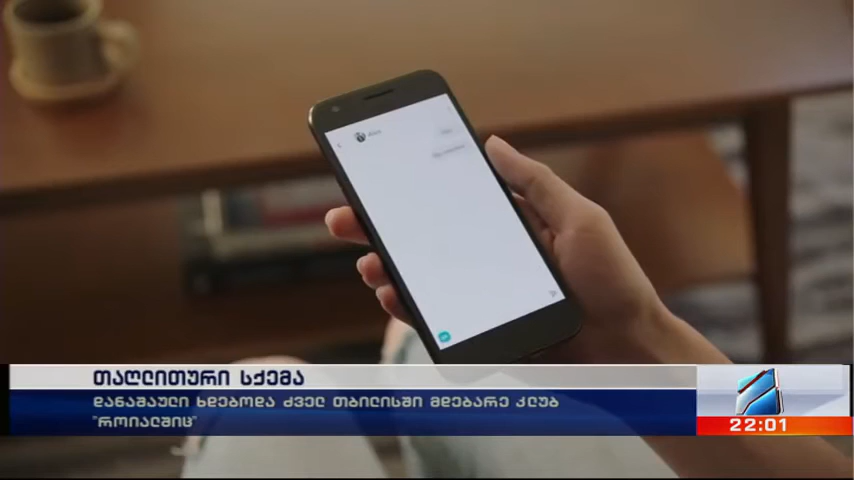 თაღლითური სქემა
დანაშაული ხდებოდა ძველ თბილისში მდებარე კლუბ
"როიალშიც"
22:01